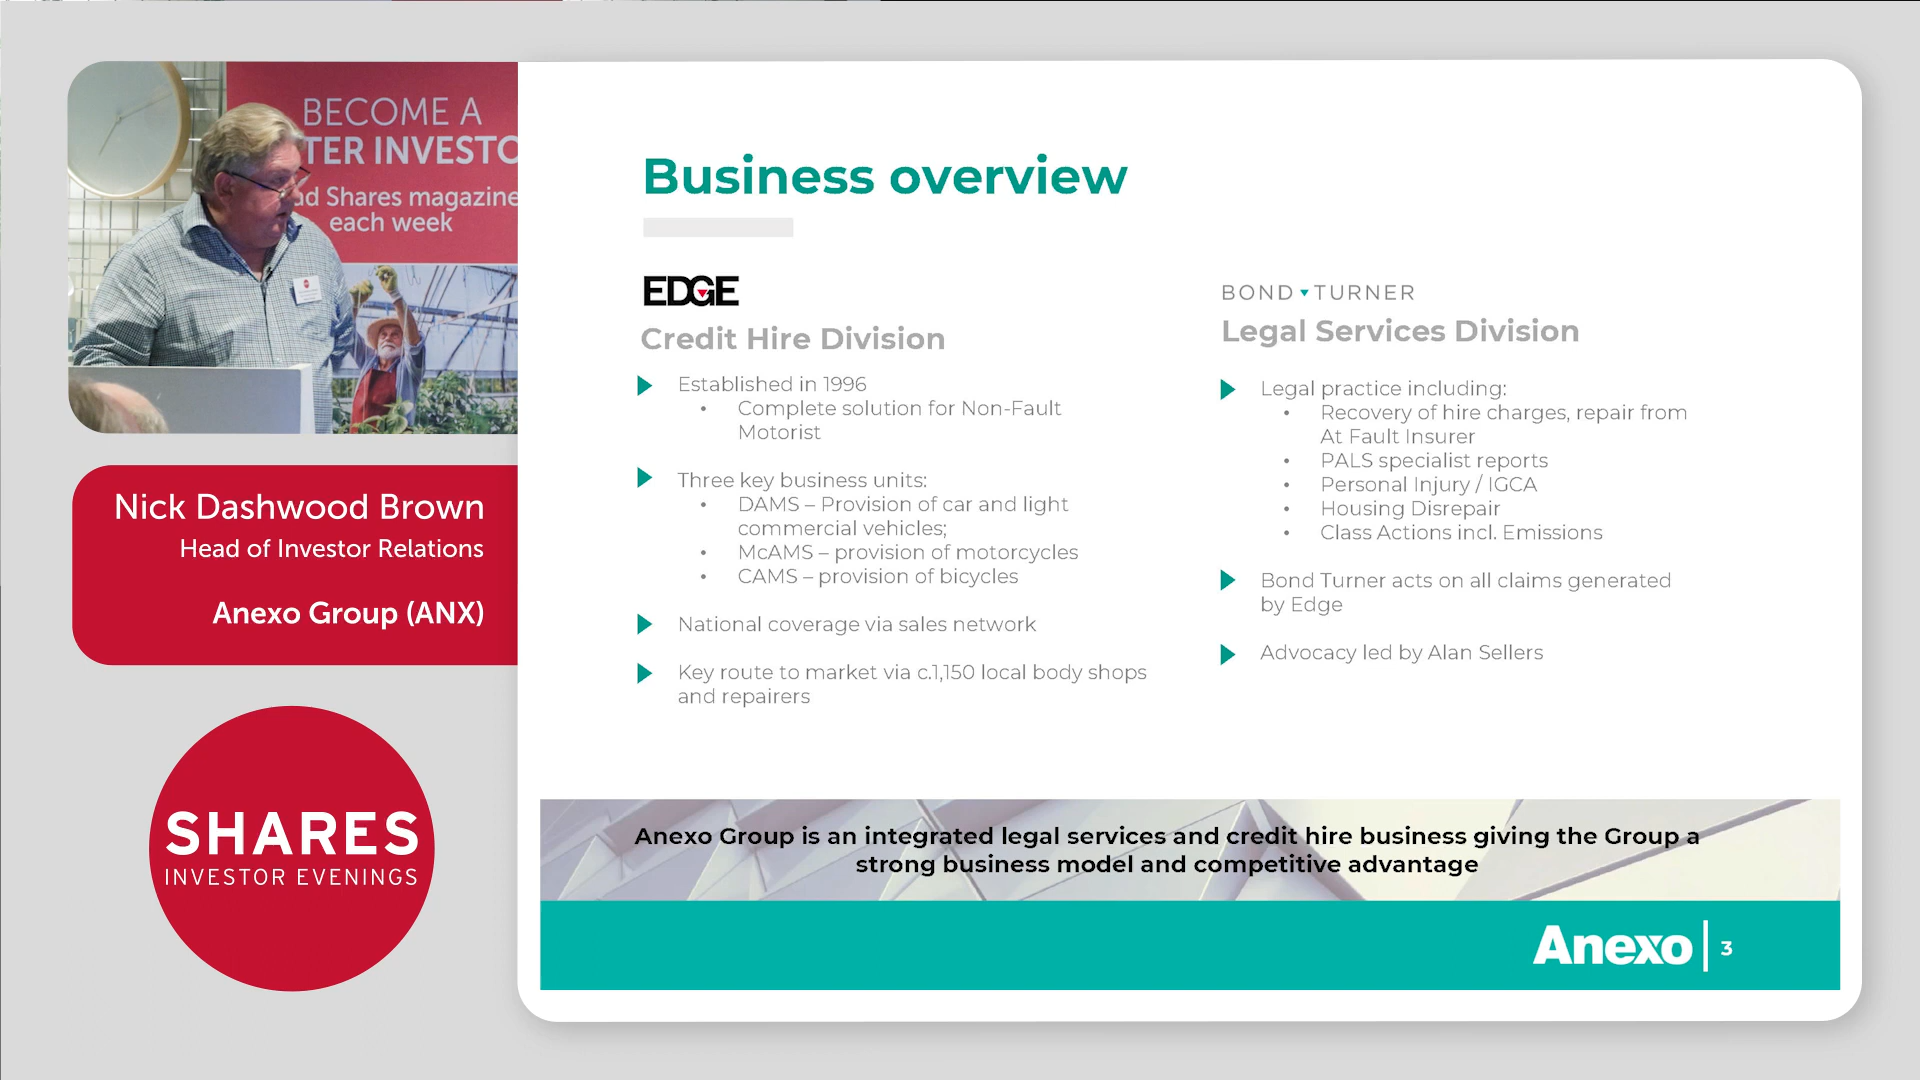 BECOME A
TER INVESTO
ad Shares magazine
each week
Nick Dashwood Brown
Head of Investor Relations
Anexo Group (ANX)
SHARES
INVESTOR EVENINGS
Business overview
EDGE
Credit Hire Division
Established in 1996
• Complete solution for Non-Fault
Motorist
Three key business units:
• DAMS – Provision of car and light
commercial vehicles;
• McAMS – provision of motorcycles
• CAMS – provision of bicycles
National coverage via sales network
Key route to market via c.1,150 local body shops
and repairers
BOND TURNER
Legal Services Division
Legal practice including:
• Recovery of hire charges, repair from
At Fault Insurer
• PALS specialist reports
• Personal Injury / IGCA
• Housing Disrepair
• Class Actions incl. Emissions
Bond Turner acts on all claims generated
by Edge
Advocacy led by Alan Sellers
Anexo Group is an integrated legal services and credit hire business giving the Group a
strong business model and competitive advantage
Anexo 3